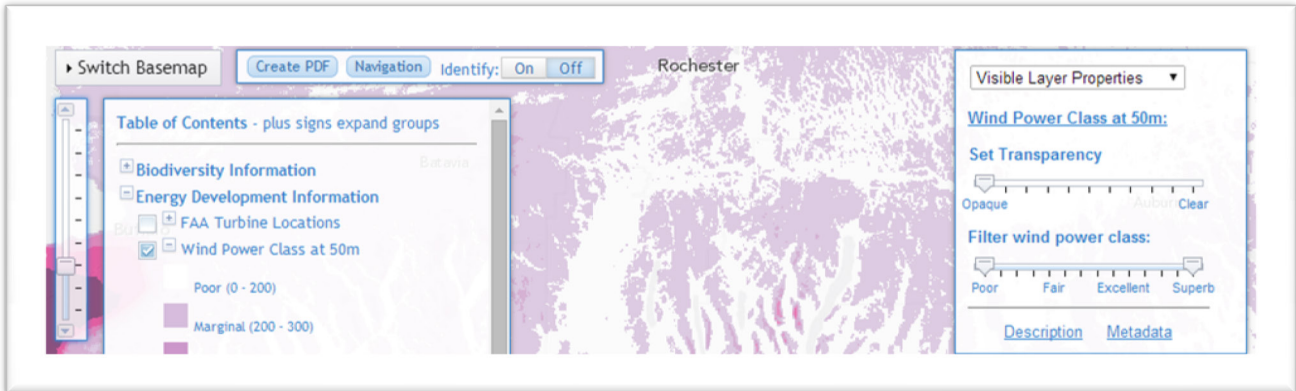 Switch Basemap
Create PDF Navigation Identify: On Off
Rochester
Table of Contents - plus signs expand groups
Biodiversity Information
Batavia
Energy Development Information
FAA Turbine Locations
Wind Power Class at 50m
Poor (0 - 200)
Marginal (200 - 300)
Visible Layer Properties
Wind Power Class at 50m:
Set Transparency
Opaque Clear
Filter wind power class:
Poor Fair Excellent Superb
Description Metadata